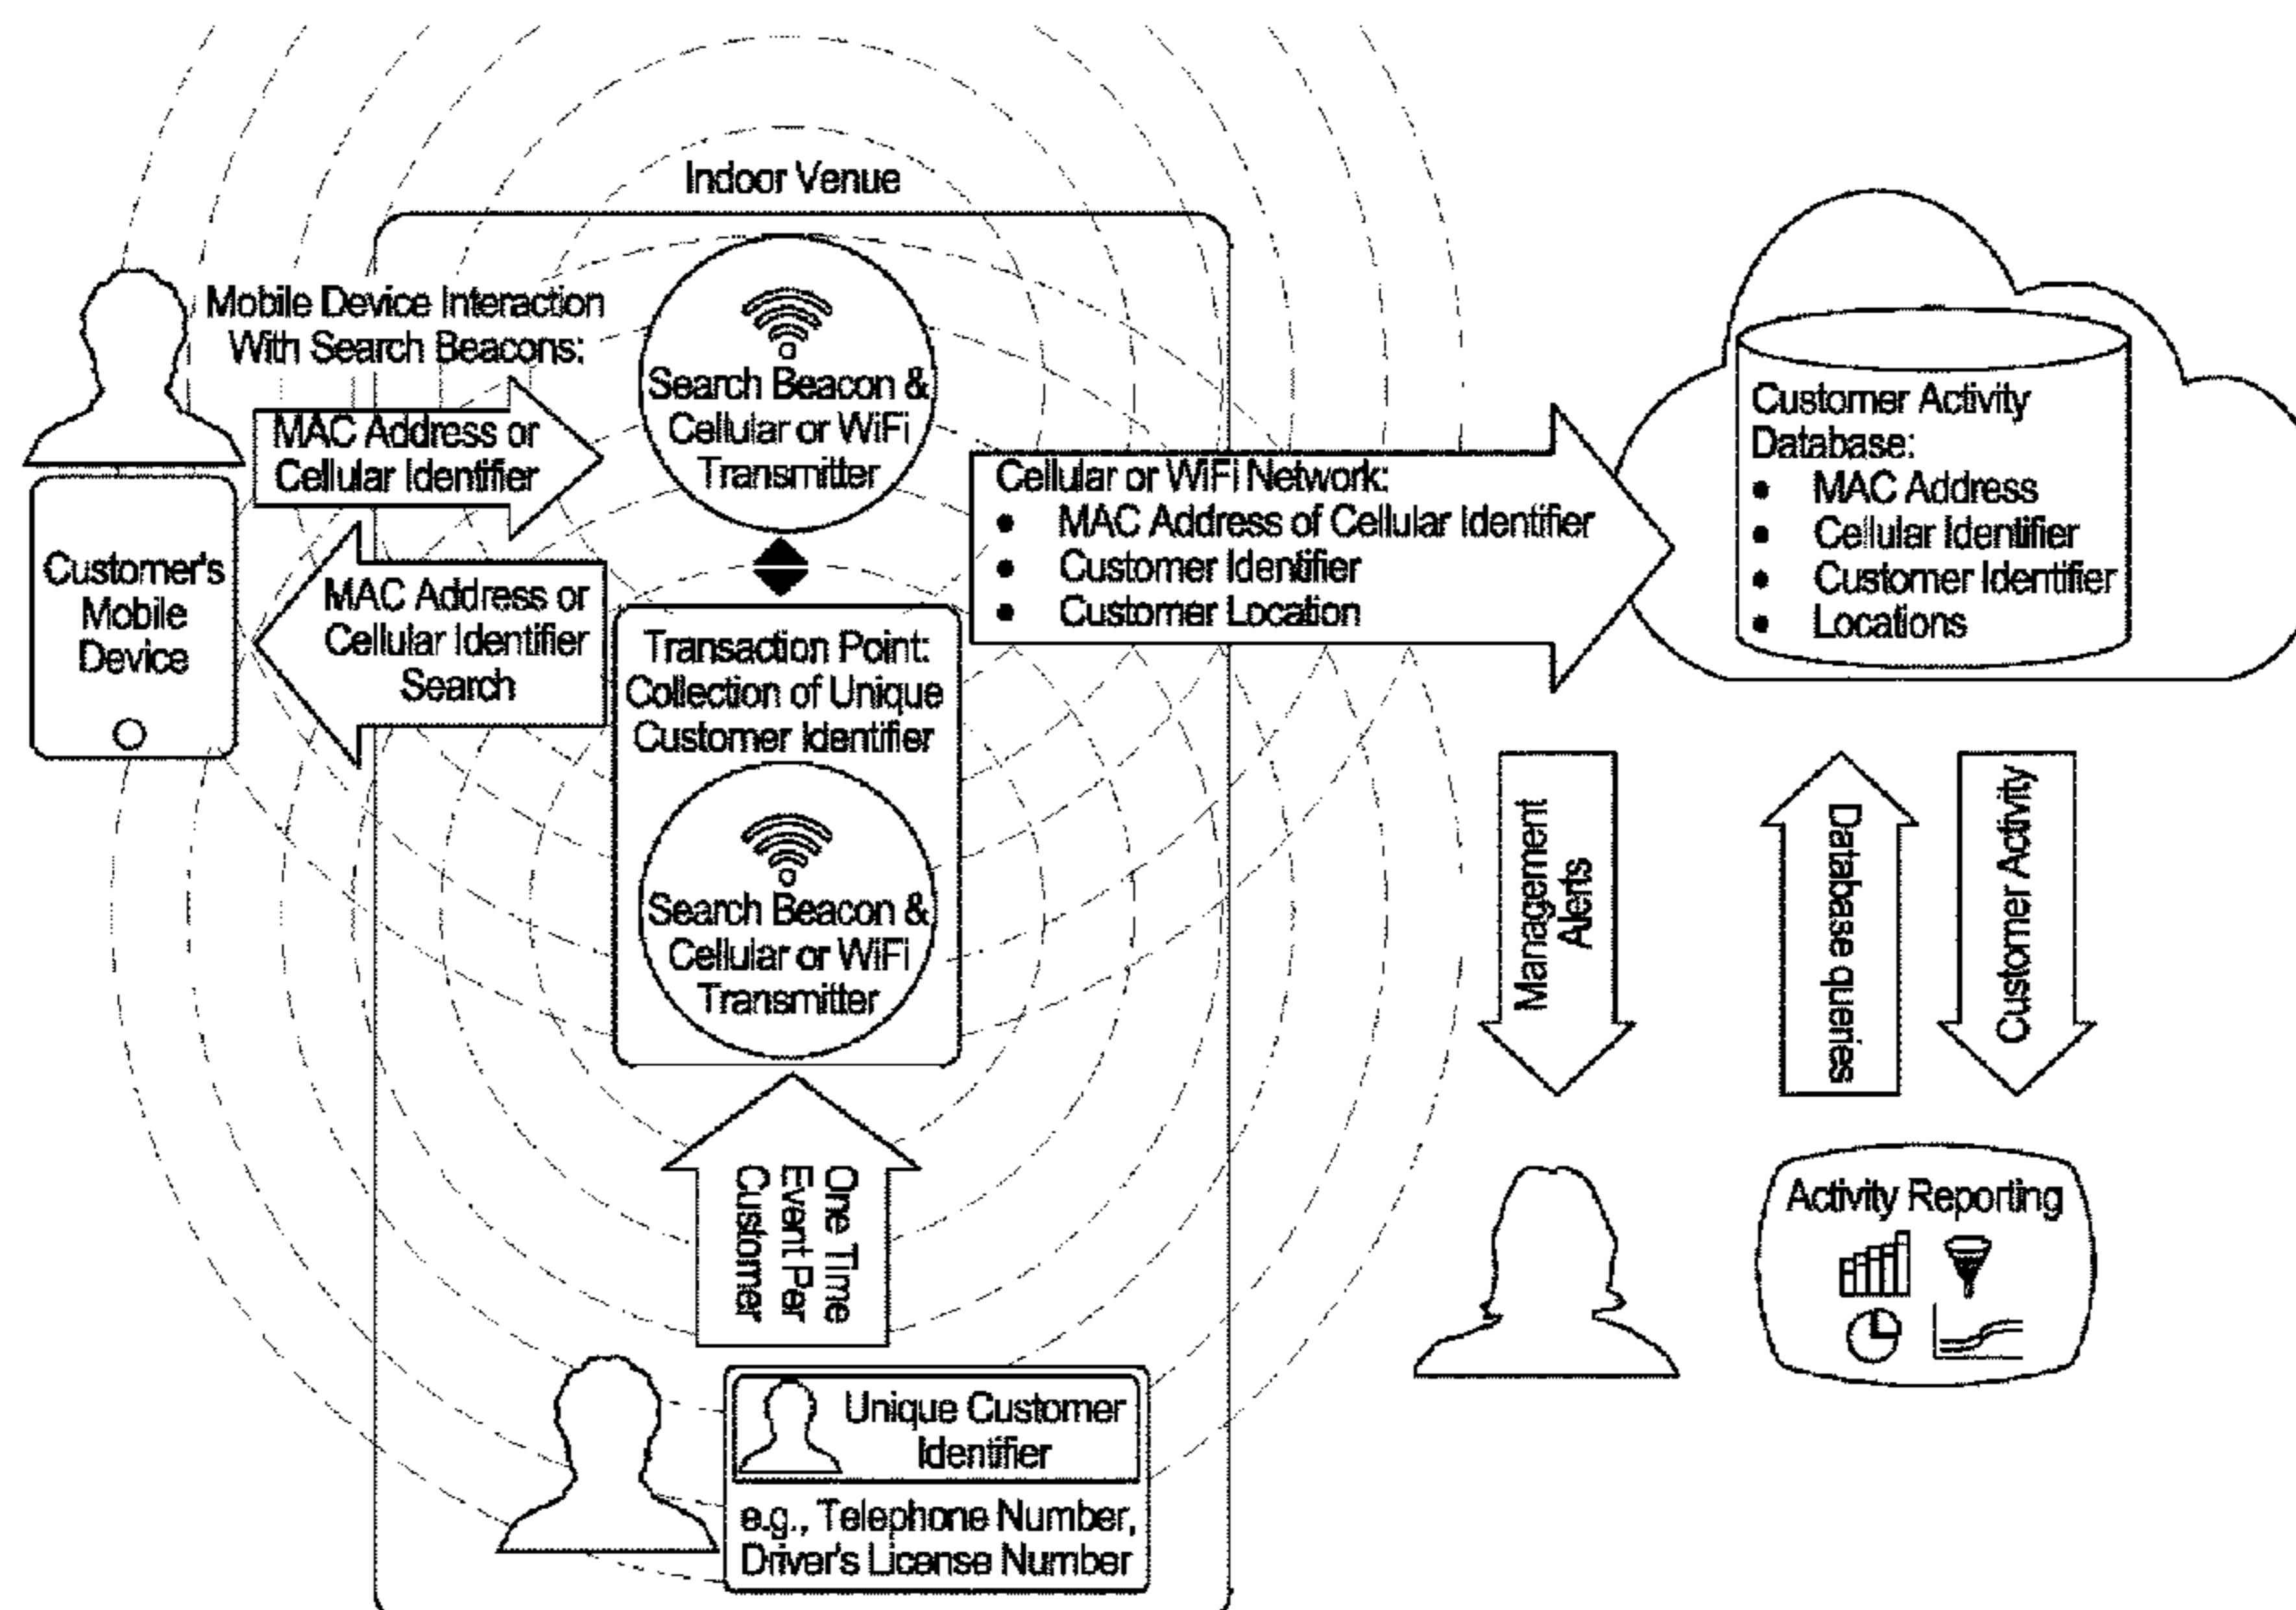 Indoor Venue
Mobile Device Interaction
With Search Beacons:
MAC Address or
Cellular Identifier
Customer's
Mobile
Device
MAC Address or
Cellular Identifier
Search
Search Beacon &
Cellular or WiFi
Transmitter
Transaction Point:
Collection of Unique
Customer Identifier
Search Beacon &
Cellular or WiFi
Transmitter
One Time
Event Per
Customer
Unique Customer
Identifier
e.g., Telephone Number,
Driver's License Number
Cellular or WiFi Network:
• MAC Address of Cellular Identifier
• Customer Identifier
• Customer Location
Customer Activity
Database:
• MAC Address
• Cellular Identifier
• Customer Identifier
• Locations
Management
Alerts
Database queries
Customer Activity
Activity Reporting